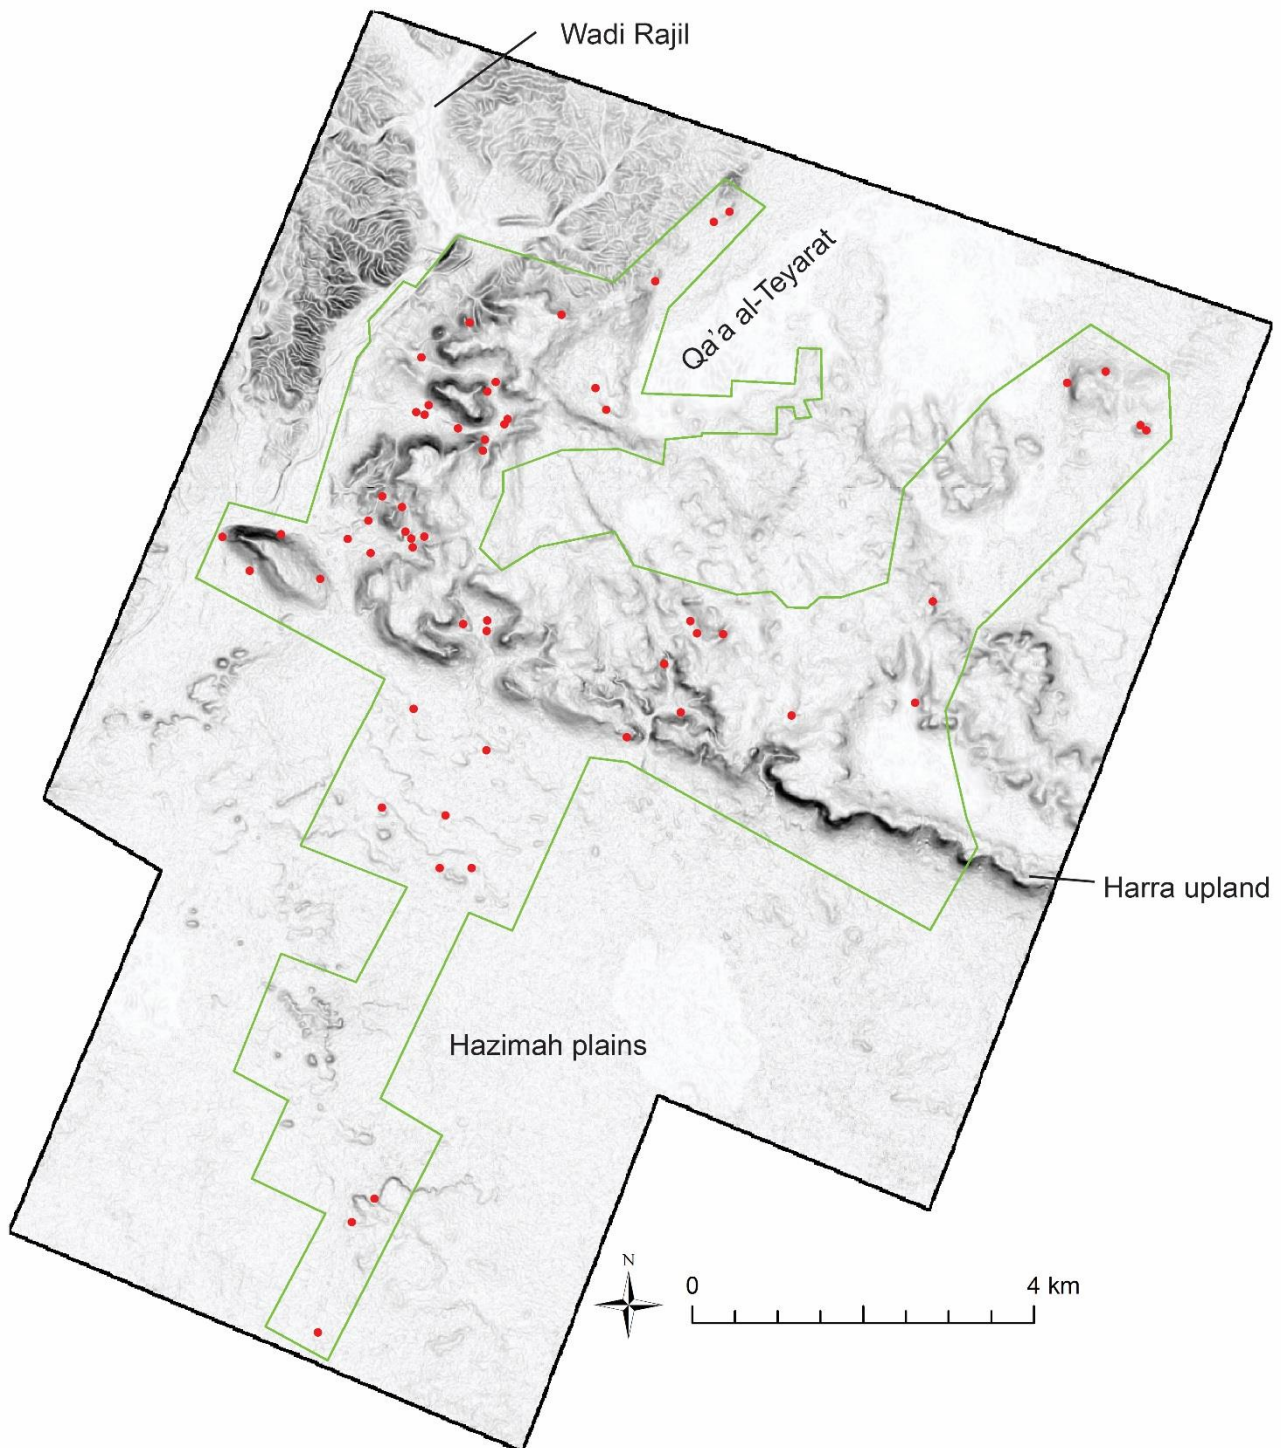 Wadi Rajil
Qa'a al-Teyarat
Harra upland
Hazimah plains
N
0 4 km